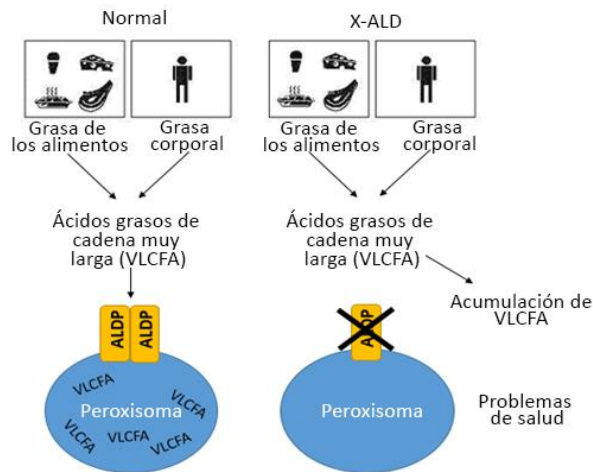 Normal
Grasa de
los alimentos
Grasa
corporal
Ácidos grasos de
cadena muy
larga (VLCFA)
ALDP
ALDP
VLCFA
Peroxisoma
VLCFA
VLCFA
VLCFA
VLCFA
X-ALD
Grasa de
los alimentos
Grasa
corporal
Ácidos grasos de
cadena muy
larga (VLCFA)
Acumulación de
VLCFA
ALDP
Peroxisoma
Problemas
de salud